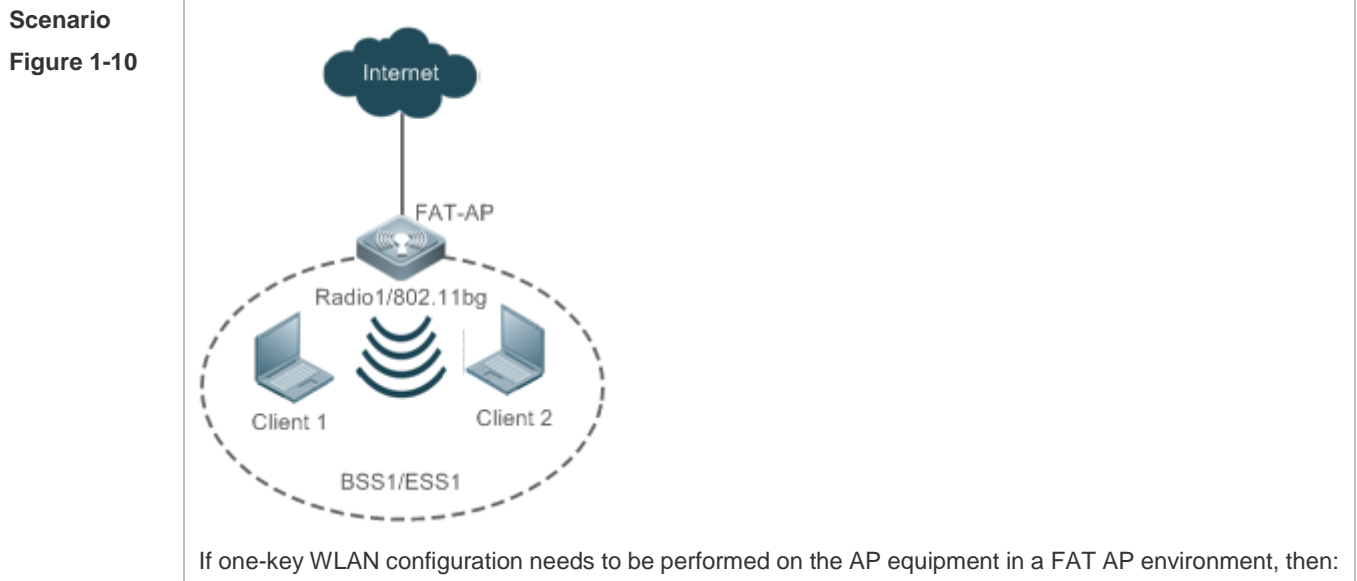 Scenario
Figure 1-10
Internet
FAT-AP
Radio1/802.11bg
Client 1
Client 2
BSS1/ESS1
If one-key WLAN configuration needs to be performed on the AP equipment in a FAT AP environment, then: